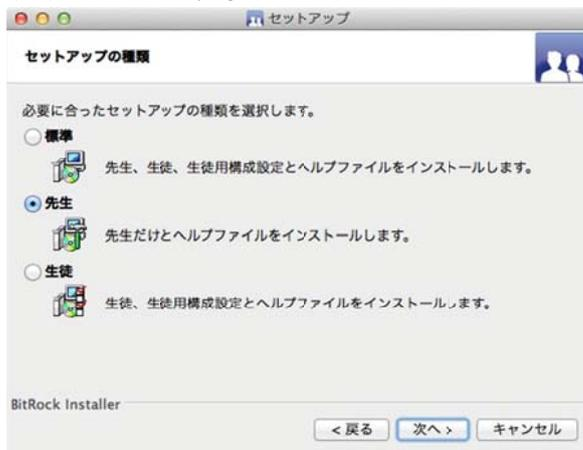 セットアップ
セットアップの種類
必要に合ったセットアップの種類を選択します。
標準
先生、生徒、生徒用構成設定とヘルプファイルをインストールします。
先生
先生だけとヘルプファイルをインストールします。
生徒
生徒、生徒用構成設定とヘルプファイルをインストールします。
BitRock Installer
< 戻る 次へ > キャンセル